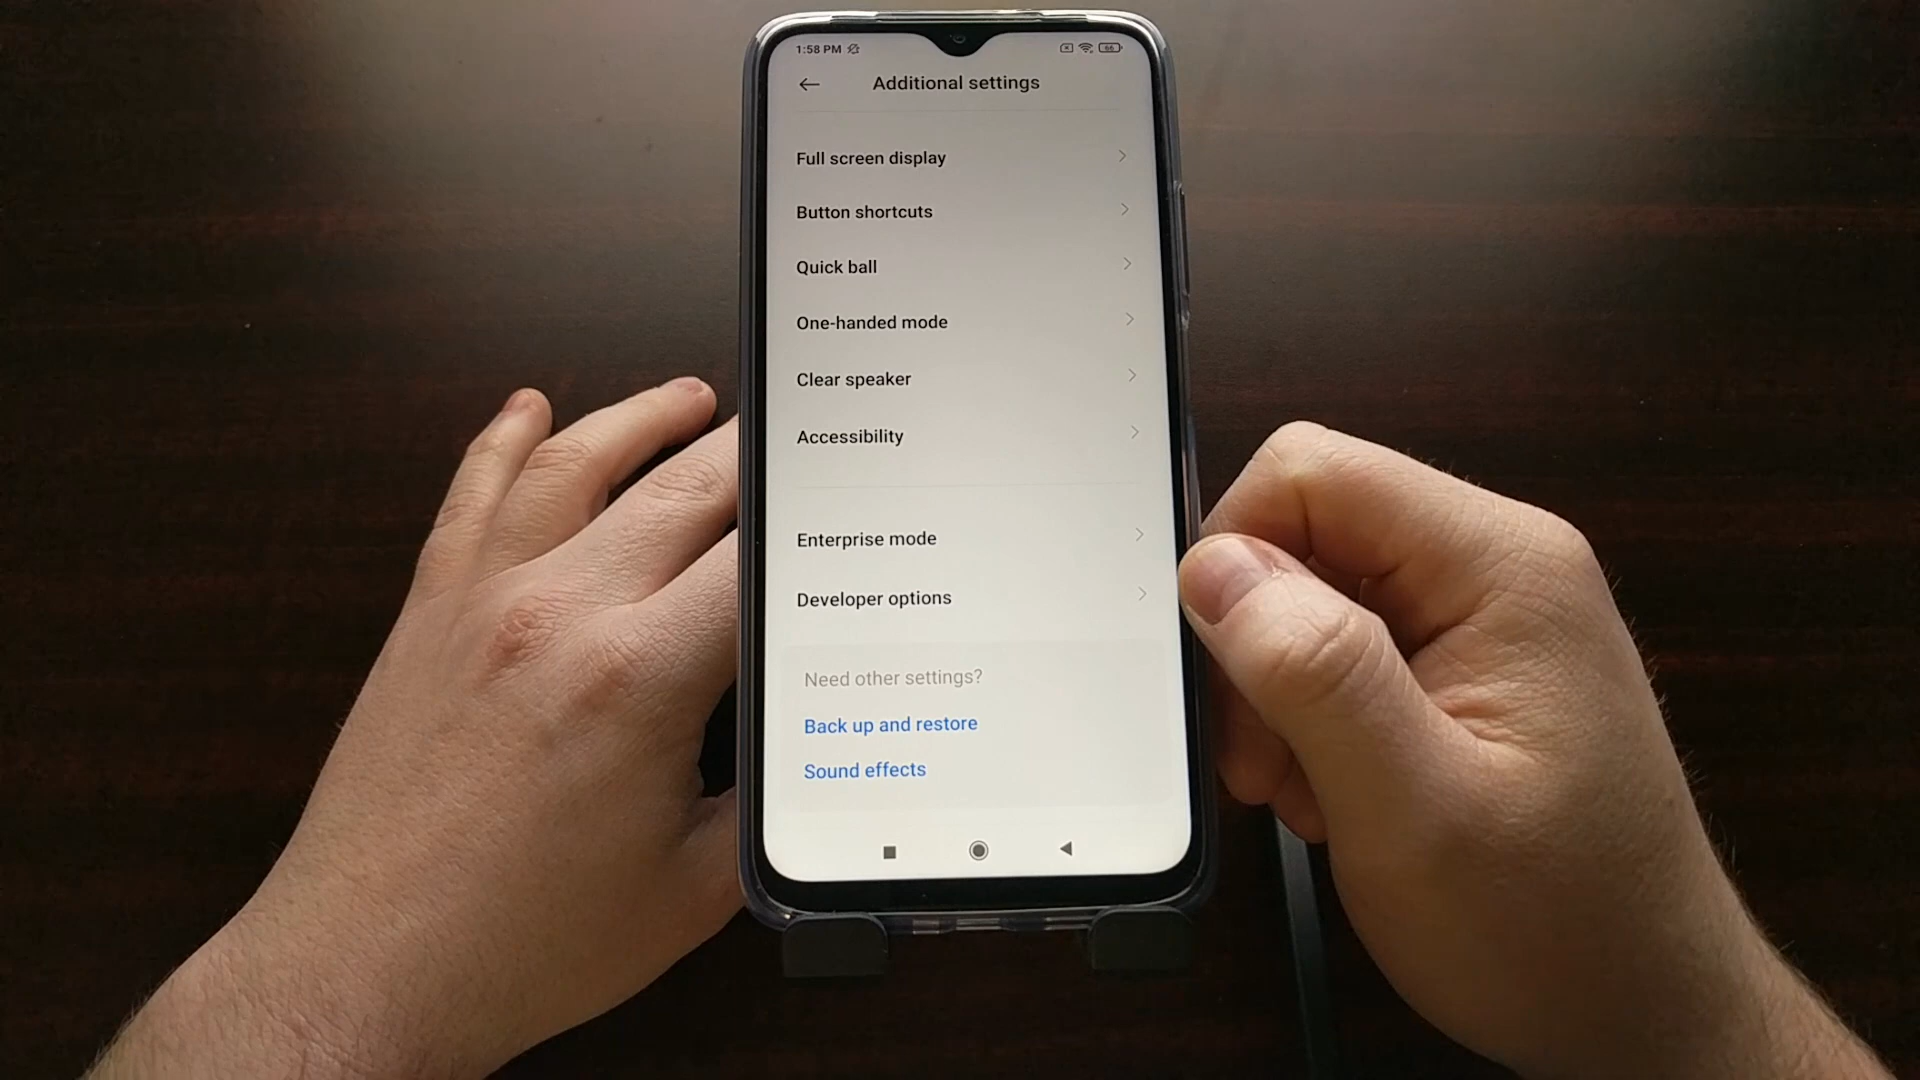 1:58 PM
66
Additional settings
Full screen display
Button shortcuts
Quick ball
One-handed mode
Clear speaker
Accessibility
Enterprise mode
Developer options
Need other settings?
Back up and restore
Sound effects